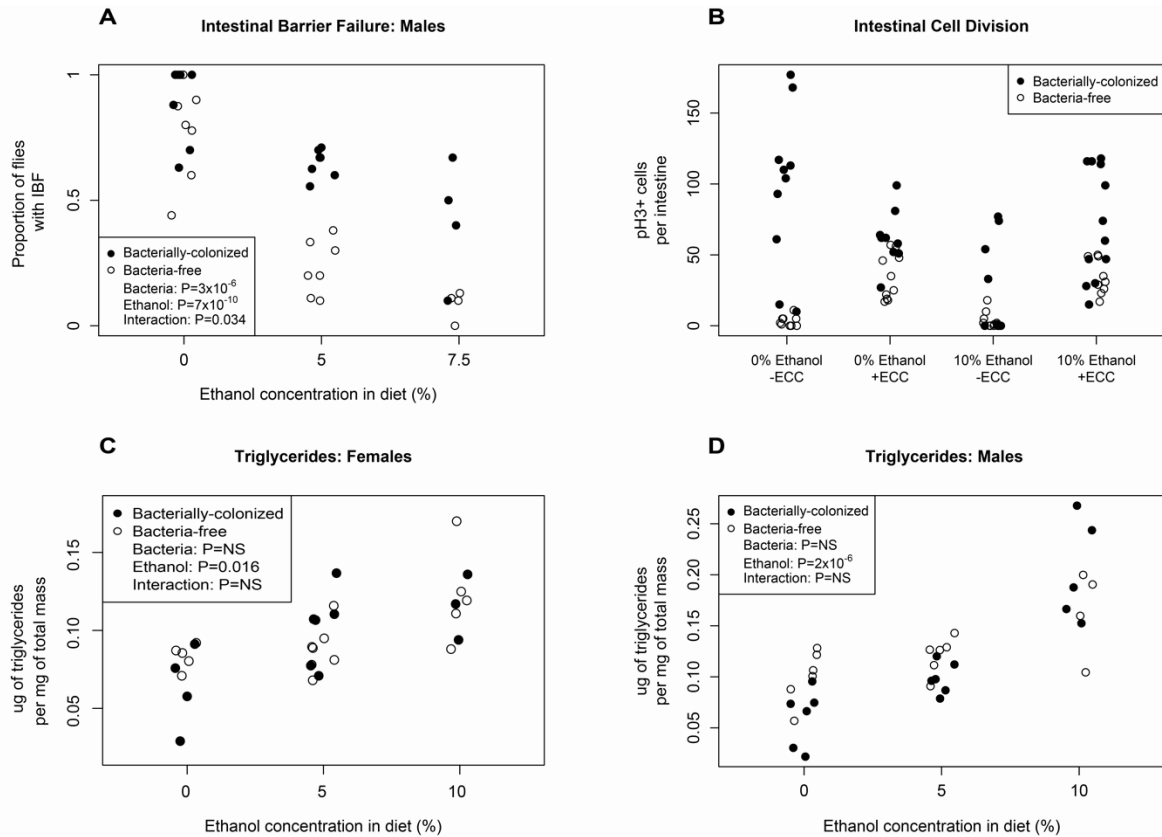 A
Intestinal Barrier Failure: Males
Proportion of flies
with IBF
1
0.5
0
Bacterially-colonized
Bacteria-free
Bacteria: P=3x10⁻⁶
Ethanol: P=7x10⁻¹⁰
Interaction: P=0.034
0 5 7.5
Ethanol concentration in diet (%)
B
Intestinal Cell Division
pH3+ cells
per intestine
150
100
50
0
Bacterially-colonized
Bacteria-free
0% Ethanol 0% Ethanol 10% Ethanol 10% Ethanol
-ECC +ECC -ECC +ECC
C
Triglycerides: Females
ug of triglycerides
per mg of total mass
0.15
0.10
0.05
Bacterially-colonized
Bacteria-free
Bacteria: P=NS
Ethanol: P=0.016
Interaction: P=NS
0 5 10
Ethanol concentration in diet (%)
D
Triglycerides: Males
ug of triglycerides
per mg of total mass
0.25
0.20
0.15
0.10
0.05
Bacterially-colonized
Bacteria-free
Bacteria: P=NS
Ethanol: P=2x10⁻⁶
Interaction: P=NS
0 5 10
Ethanol concentration in diet (%)